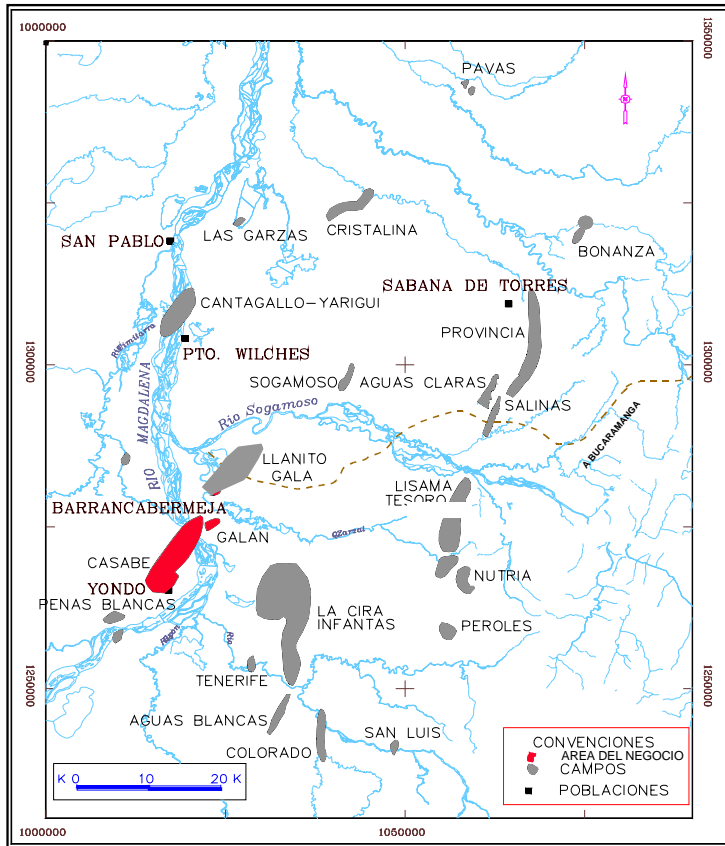 1000000
1350000
PAVAS
N
LAS GARZAS
CRISTALINA
SAN PABLO
BONANZA
SABANA DE TORRES
CANTAGALLO-YARIGUI
PROVINCIA
PTO. WILCHES
1300000
1300000
SOGAMOSO
AGUAS CLARAS
SALINAS
Rio Sogamoso
RIO MAGDALENA
A BUCARAMANGA
LLANITO
GALA
LISAMA
TESORO
BARRANCABERMEJA
GALAN
CASABE
NUTRIA
YONDO
PENAS BLANCAS
LA CIRA
INFANTAS
PEROLES
Rio
TENERIFE
1250000
1250000
AGUAS BLANCAS
COLORADO
SAN LUIS
CONVENCIONES
AREA DEL NEGOCIO
CAMPOS
POBLACIONES
K 0 10 20 K
1000000
1050000